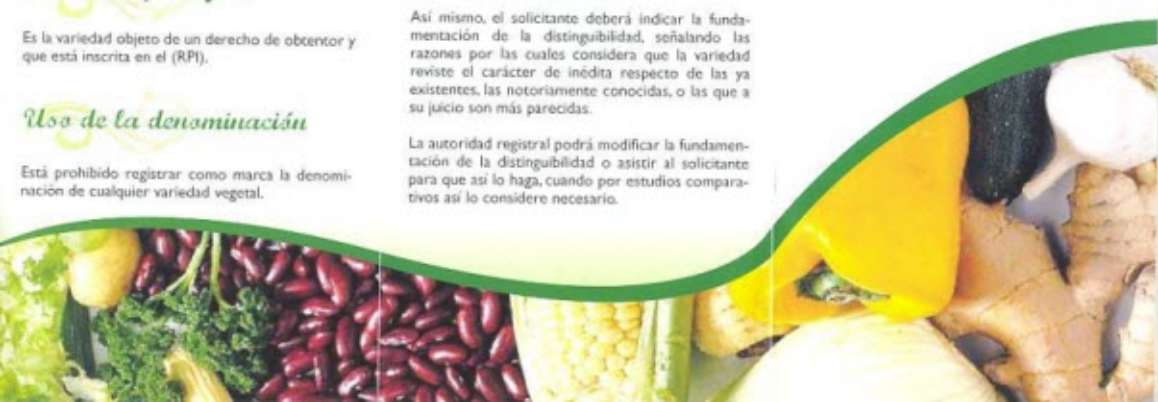 Es la variedad objeto de un derecho de obtentor y
que está inscrita en el (RPI).
Uso de la denominación
Está prohibido registrar como marca la denomi-
nación de cualquier variedad vegetal.
Así mismo, el solicitante deberá indicar la funda-
mentación de la distinguibilidad, señalando las
razones por las cuales considera que la variedad
reviste el carácter de inédita respecto de las ya
existentes, las notoriamente conocidas, o las que a
su juicio son más parecidas.
La autoridad registral podrá modificar la fundamen-
tación de la distinguibilidad o asistir al solicitante
para que así lo haga, cuando por estudios compara-
tivos así lo considere necesario.